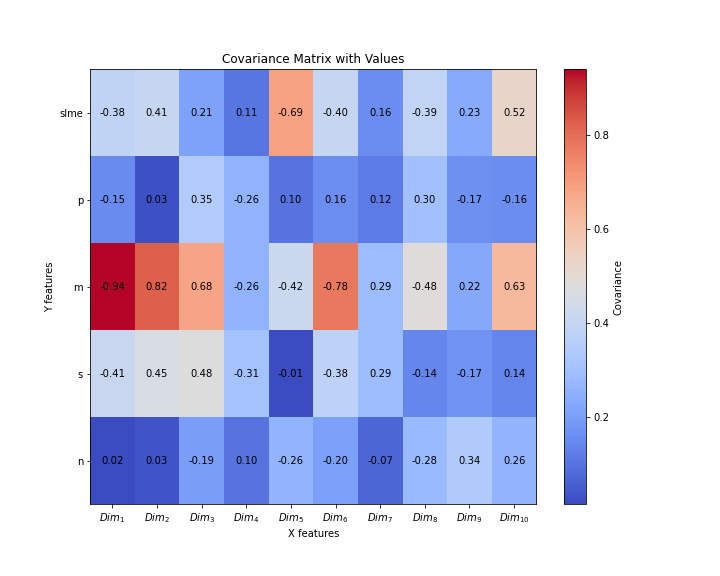 Covariance Matrix with Values
Y features
slme -0.38 0.41 0.21 0.11 -0.69 -0.40 0.16 -0.39 0.23 0.52
p -0.15 0.03 0.35 -0.26 0.10 0.16 0.12 0.30 -0.17 -0.16
m -0.94 0.82 0.68 -0.26 -0.42 -0.78 0.29 -0.48 0.22 0.63
s -0.41 0.45 0.48 -0.31 -0.01 -0.38 0.29 -0.14 -0.17 0.14
n 0.02 0.03 -0.19 0.10 -0.26 -0.20 -0.07 -0.28 0.34 0.26
Dim₁ Dim₂ Dim₃ Dim₄ Dim₅ Dim₆ Dim₇ Dim₈ Dim₉ Dim₁₀
X features
0.8
0.6
0.4
0.2
Covariance